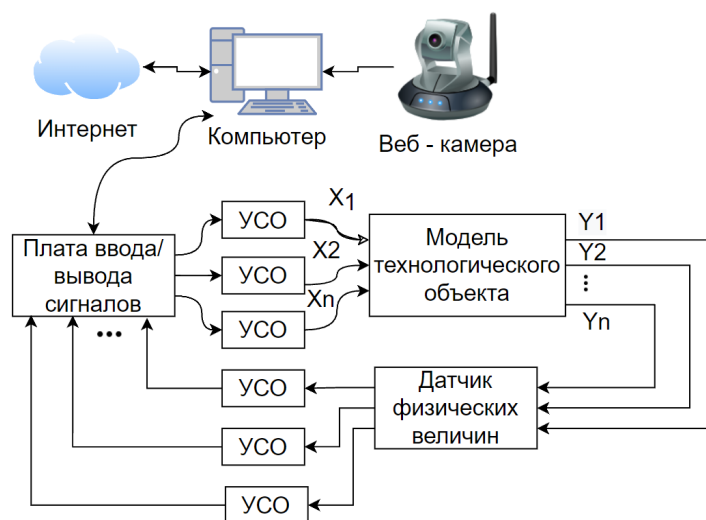 Интернет
Компьютер
Веб - камера
Плата ввода/
вывода
сигналов
УСО
X1
УСО
X2
УСО
Xn
Модель
технологического
объекта
Y1
Y2
Yn
...
УСО
УСО
УСО
Датчик
физических
величин